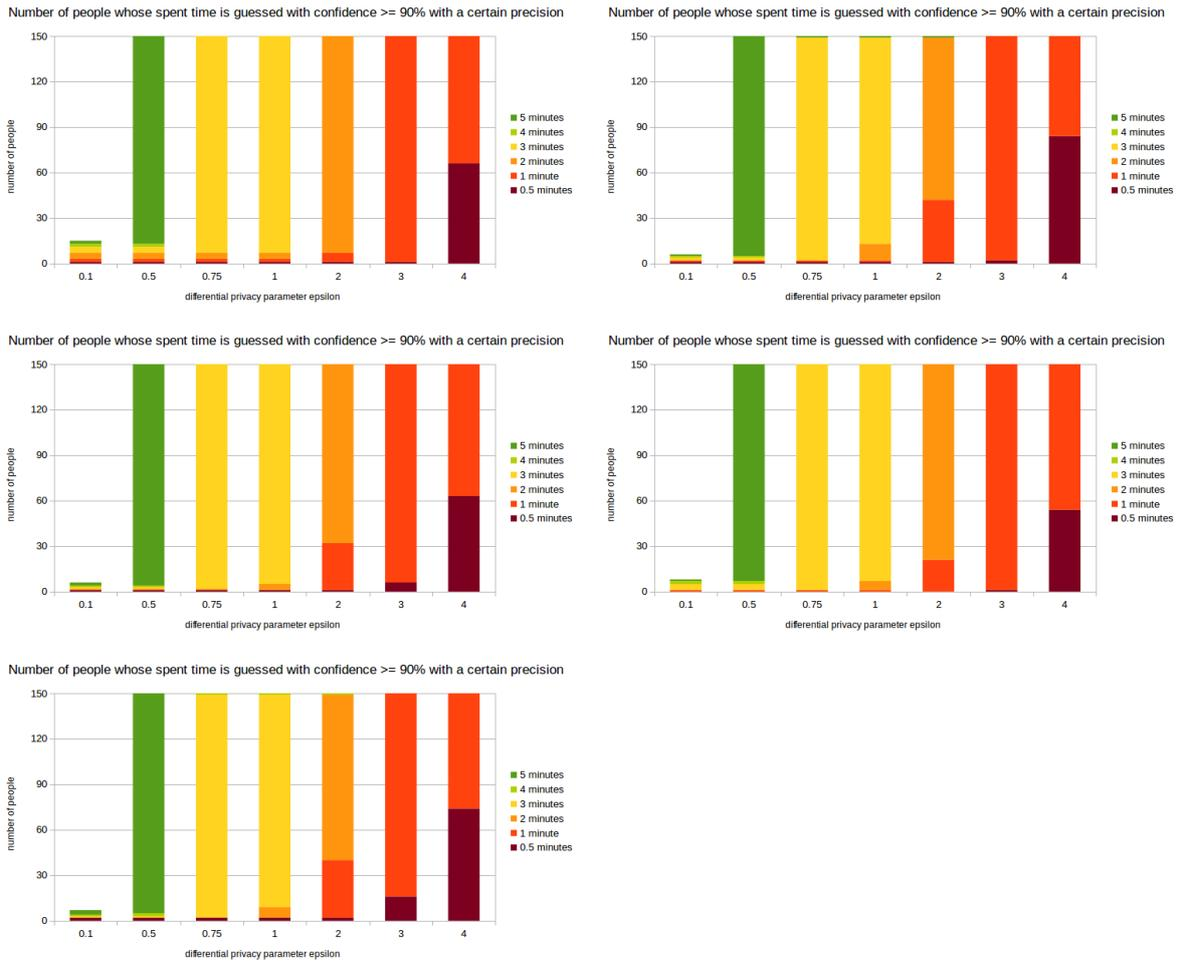 Number of people whose spent time is guessed with confidence >= 90% with a certain precision
150
120
90
60
30
0
number of people
0.1 0.5 0.75 1 2 3 4
differential privacy parameter epsilon
5 minutes
4 minutes
3 minutes
2 minutes
1 minute
0.5 minutes
Number of people whose spent time is guessed with confidence >= 90% with a certain precision
150
120
90
60
30
0
number of people
0.1 0.5 0.75 1 2 3 4
differential privacy parameter epsilon
5 minutes
4 minutes
3 minutes
2 minutes
1 minute
0.5 minutes
Number of people whose spent time is guessed with confidence >= 90% with a certain precision
150
120
90
60
30
0
number of people
0.1 0.5 0.75 1 2 3 4
differential privacy parameter epsilon
5 minutes
4 minutes
3 minutes
2 minutes
1 minute
0.5 minutes
Number of people whose spent time is guessed with confidence >= 90% with a certain precision
150
120
90
60
30
0
number of people
0.1 0.5 0.75 1 2 3 4
differential privacy parameter epsilon
5 minutes
4 minutes
3 minutes
2 minutes
1 minute
0.5 minutes
Number of people whose spent time is guessed with confidence >= 90% with a certain precision
150
120
90
60
30
0
number of people
0.1 0.5 0.75 1 2 3 4
differential privacy parameter epsilon
5 minutes
4 minutes
3 minutes
2 minutes
1 minute
0.5 minutes